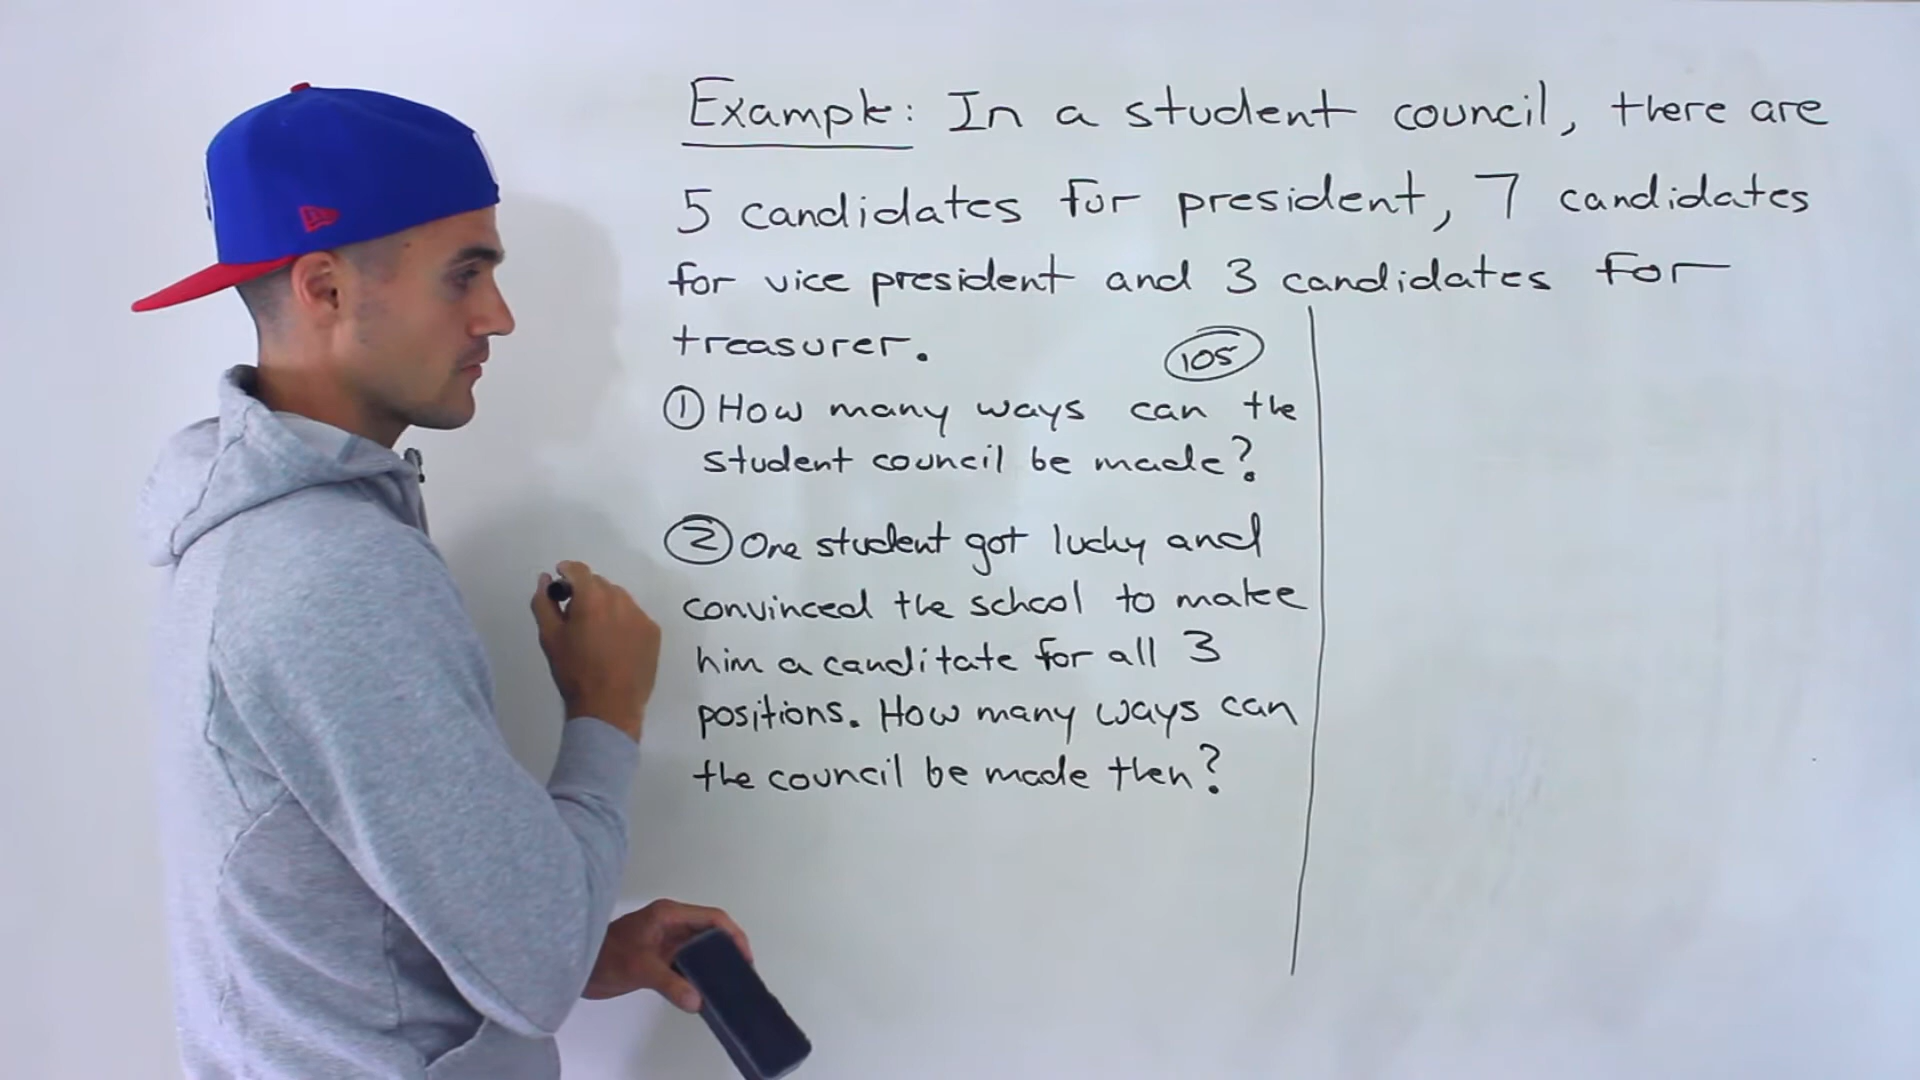 Example: In a student council, there are
5 candidates for president, 7 candidates
for vice president and 3 candidates for
treasurer.
105
① How many ways can the
student council be made?
② One student got lucky and
convinced the school to make
him a canditate for all 3
positions. How many ways can
the council be made then?